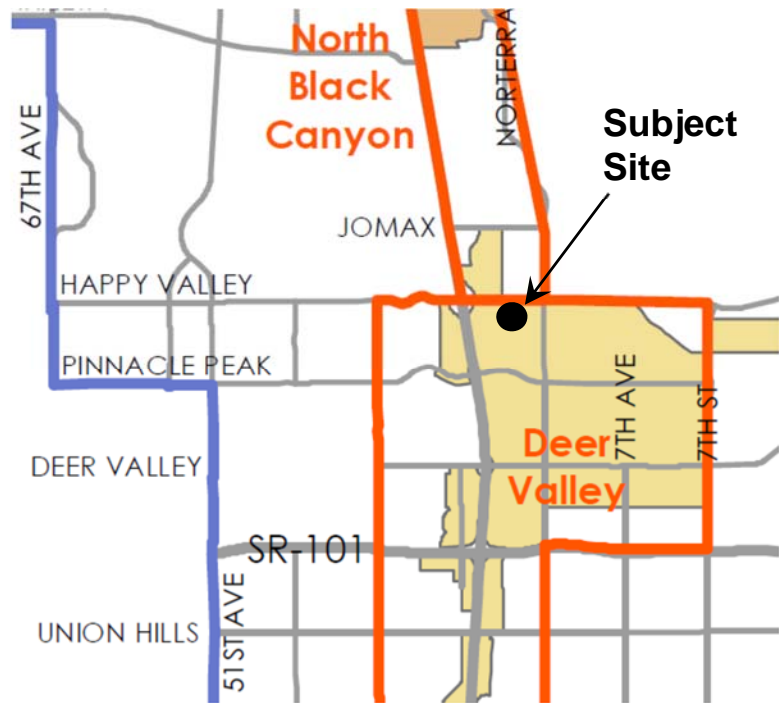 North
Black
Canyon
NORTERRA
Subject
Site
67TH AVE
JOMAX
HAPPY VALLEY
PINNACLE PEAK
7TH AVE
7TH ST
Deer
Valley
DEER VALLEY
SR-101
51ST AVE
UNION HILLS